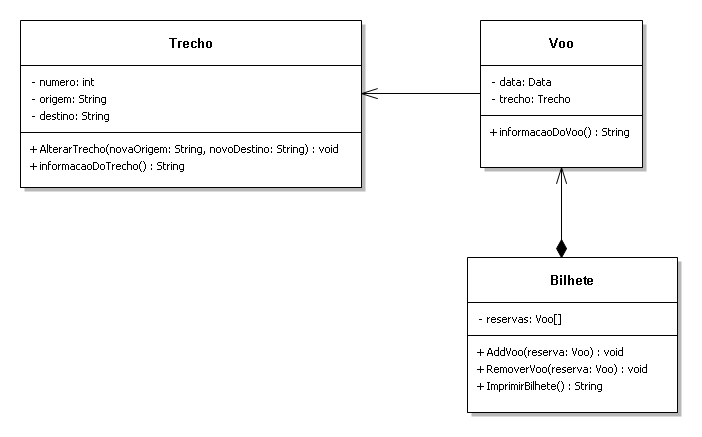 Trecho
- numero: int
- origem: String
- destino: String
+ AlterarTrecho(novaOrigem: String, novoDestino: String) : void
+ informacaoDoTrecho() : String
Voo
- data: Data
- trecho: Trecho
+ informacaoDoVoo() : String
Bilhete
- reservas: Voo[]
+ AddVoo(reserva: Voo) : void
+ RemoverVoo(reserva: Voo) : void
+ ImprimirBilhete() : String